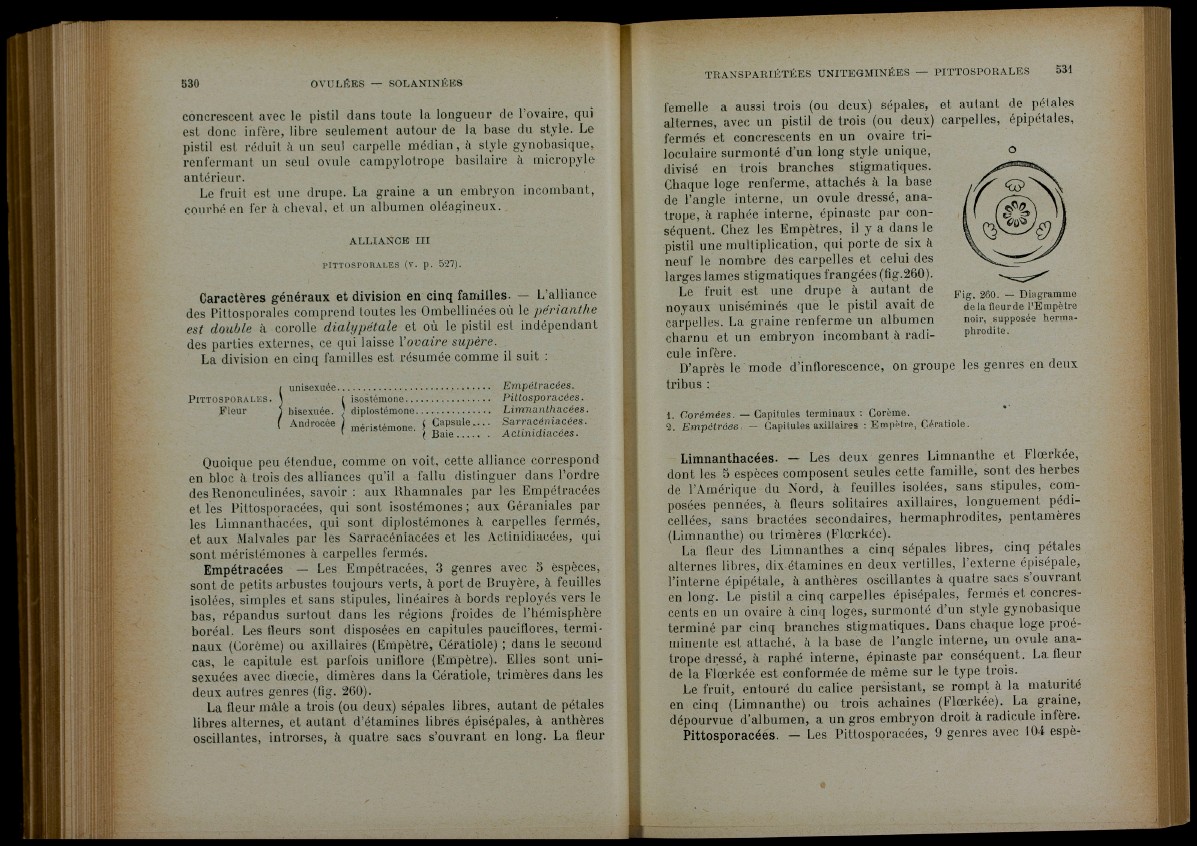 530
OVULÉES — SOLANINÉES
concrescent avec le pistil dans toute la longueur de l'ovaire, qui
est donc infère, libre seulement autour de la base du style. Le
pistil est réduit à un seul carpelle médian, à style gynobasique,
renfermant un seul ovule campylotrope basilaire à micropyle
antérieur.
Le fruit est une drupe. La graine a un embryon incombant,
courbé en fer à cheval, et un albumen oléagineux.
ALLIANCE III
PITTOSPORALES (v. p. 527).
Caractères généraux et division en cinq familles. — L'alliance
des Pittosporales comprend toutes les Ombellinées où le périanthe
est double à corolle dialypétale et où le pistil est indépendant
des parties externes, ce qui laisse l'ovaire supère.
La division en cinq familles est résumée comme il suit :
unisexuée.............................. Empétracées.
PITTOSPORALES. isostémone................. Pittosporacées.
Fleur bisexuée. diplostémone............... Limnanthacées.
Androcée méristémone. Capsule.... Sarracéniacées.
Baie...... . Actinidiacées.
Quoique peu étendue, comme on voit, cette alliance correspond
en bloc à trois des alliances qu'il a fallu distinguer dans l'ordre
des Renonculinées, savoir : aux Rhamnales par les Empétracées
et les Pittosporacées, qui sont isostémones; aux Géraniales par
les Limnanthacées, qui sont diplostémones à carpelles fermés,
et aux Malvales par les Sarracéniacées et les Actinidiacées, qui
sont méristémones à carpelles fermés.
Empétracées — Les Empétracées, 3 genres avec 5 espèces,
sont de petits arbustes toujours verts, à port de Bruyère, à feuilles
isolées, simples et sans stipules, linéaires à bords reployés vers le
bas, répandus surtout dans les régions froides de l'hémisphère
boréal. Les fleurs sont disposées en capitules pauciflores, termi-
naux (Corème) ou axillaires (Empètre, Cératiole) ; dans le second
cas, le capitule est parfois uniflore (Empètre). Elles sont uni-
sexuées avec diœcie, dimères dans la Cératiole, trimères dans les
deux autres genres (fig. 260).
La fleur mâle a trois (ou deux) sépales libres, autant de pétales
libres alternes, et autant d'étamines libres épisépales, à anthères
oscillantes, introrses, à quatre sacs s'ouvrant en long. La fleur
TRANSPARIÉTÉES UNITEGMINÉES — PITTOSPORALES
531
femelle a aussi trois (ou deux) sépales, et autant de pétales
alternes, avec un pistil de trois (ou deux) carpelles, épipétales,
fermés et concrescents en un ovaire tri-
loculaire surmonté d'un long style unique,
divisé en trois branches stigmatiques.
Chaque loge renferme, attachés à la base
de l'angle interne, un ovule dressé, ana-
trope, à raphée interne, épinaste par con-
séquent. Chez les Empètres, il y a dans le
pistil une multiplication, qui porte de six à
neuf le nombre des carpelles et celui des
larges lames stigmatiques frangées (fig. 260).
Le fruit est une drupe à autant de
noyaux uniséminés que le pistil avait de
carpelles. La graine renferme un albumen
charnu et un embryon incombant à radi-
cule infère.
Fig. 260. — Diagramme
de la fleur de l'Empètre
noir, supposée herma-
phrodite.
D'après le mode d'inflorescence, on groupe les genres en deux
tribus :
1. Corémées. — Capitules terminaux : Corème.
2. Empétrées. — Capitules axillaires : Empètre, Cératiole.
Limnanthacées. — Les deux genres Limnanthe et Flœrkée,
dont les 5 espèces composent seules cette famille, sont des herbes
de l'Amérique du Nord, à feuilles isolées, sans stipules, com-
posées pennées, à fleurs solitaires axillaires, longuement pédi-
cellées, sans bractées secondaires, hermaphrodites, pentamères
(Limnanthe) ou trimères (Flœrkée).
La fleur des Limnanthes a cinq sépales libres, cinq pétales
alternes libres, dix étamines en deux vertilles, l'externe épisépale,
l'interne épipétale, à anthères oscillantes à quatre sacs s'ouvrant
en long. Le pistil a cinq carpelles épisépales, fermés et concres-
cents en un ovaire à cinq loges, surmonté d'un style gynobasique
terminé par cinq branches stigmatiques. Dans chaque loge proé-
minente est attaché, à la base de l'angle interne, un ovule ana-
trope dressé, à raphé interne, épinaste par conséquent. La fleur
de la Flœrkée est conformée de même sur le type trois.
Le fruit, entouré du calice persistant, se rompt à la maturité
en cinq (Limnanthe) ou trois achaines (Flœrkée). La graine,
dépourvue d'albumen, a un gros embryon droit à radicule infère.
Pittosporacées. — Les Pittosporacées, 9 genres avec 104 espè-